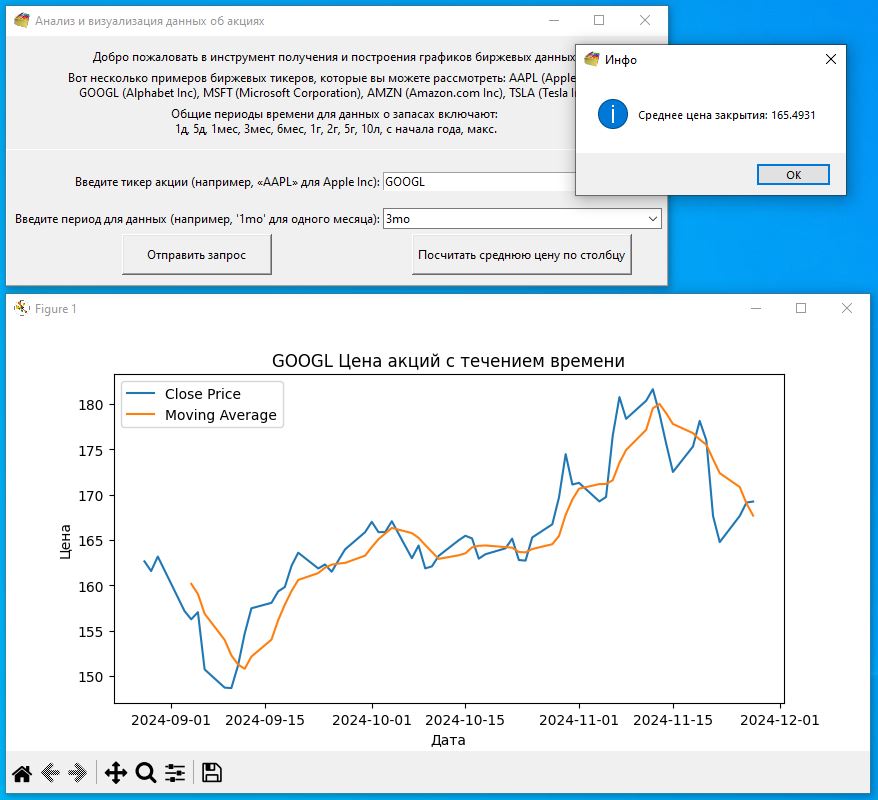 Анализ и визуализация данных об акциях
Добро пожаловать в инструмент получения и построения графиков биржевых данных
Вот несколько примеров биржевых тикеров, которые вы можете рассмотреть: AAPL (Apple
GOOGL (Alphabet Inc), MSFT (Microsoft Corporation), AMZN (Amazon.com Inc), TSLA (Tesla In
Общие периоды времени для данных о запасах включают:
1д, 5д, 1мес, 3мес, 6мес, 1г, 2г, 5г, 10л, с начала года, макс.
Введите тикер акции (например, «AAPL» для Apple Inc): GOOGL
Введите период для данных (например, '1mo' для одного месяца): 3mo
Отправить запрос
Посчитать среднюю цену по столбцу
Инфо
Среднее цена закрытия: 165.4931
OK
Figure 1
GOOGL Цена акций с течением времени
Close Price
Moving Average
Цена
180
175
170
165
160
155
150
2024-09-01 2024-09-15 2024-10-01 2024-10-15 2024-11-01 2024-11-15 2024-12-01
Дата